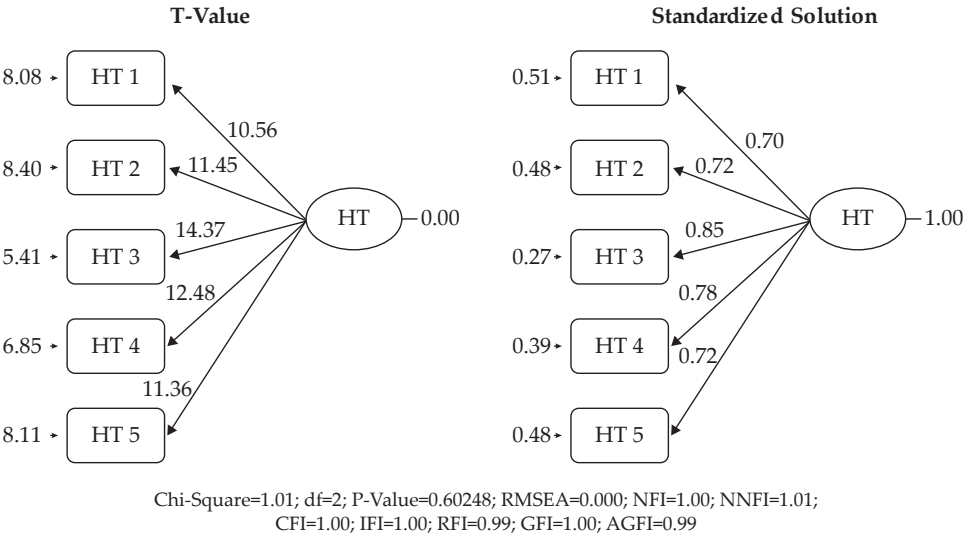 T-Value
Standardized Solution
8.08 HT 1
0.51 HT 1
10.56
0.70
8.40 HT 2
11.45
0.48 HT 2
0.72
HT 0.00
HT 1.00
14.37
0.85
5.41 HT 3
0.27 HT 3
12.48
0.78
6.85 HT 4
0.39 HT 4
0.72
11.36
8.11 HT 5
0.48 HT 5
Chi-Square=1.01; df=2; P-Value=0.60248; RMSEA=0.000; NFI=1.00; NNFI=1.01;
CFI=1.00; IFI=1.00; RFI=0.99; GFI=1.00; AGFI=0.99